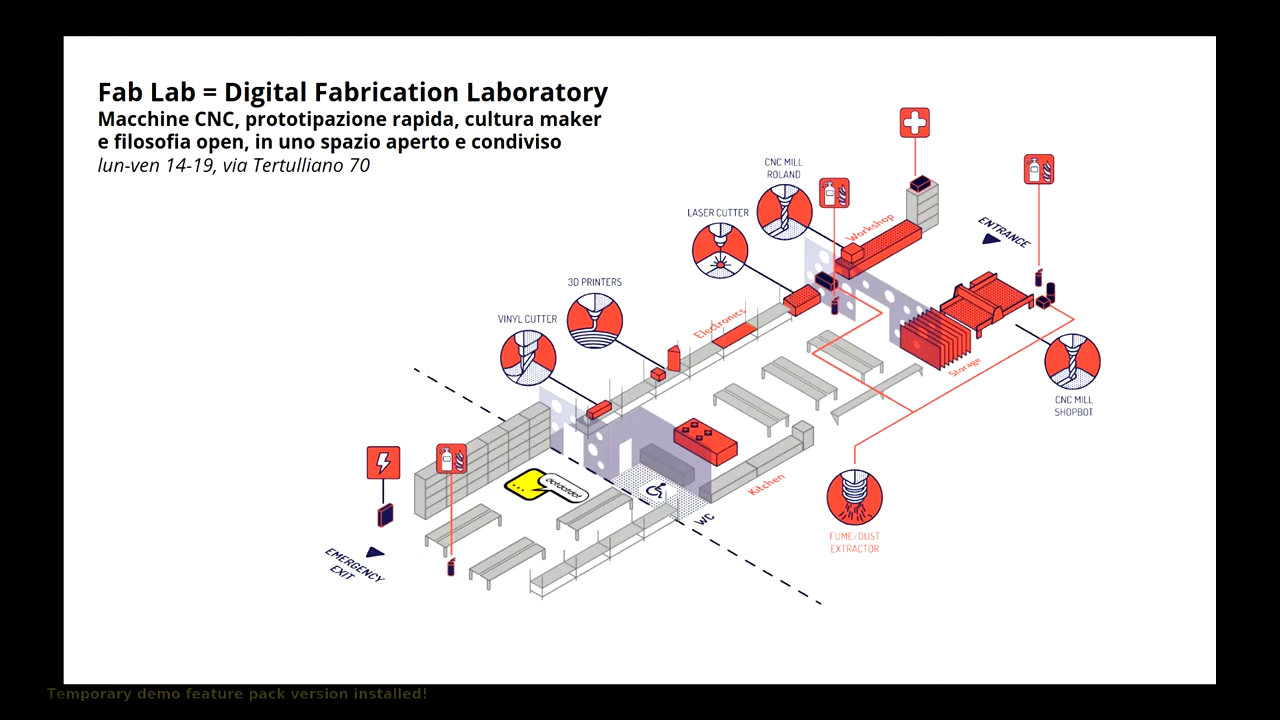 Fab Lab = Digital Fabrication Laboratory
Macchine CNC, prototipazione rapida, cultura maker
e filosofia open, in uno spazio aperto e condiviso
lun-ven 14-19, via Tertulliano 70
CNC MILL
ROLAND
LASER CUTTER
Workshop
ENTRANCE
3D PRINTERS
VINYL CUTTER
Electronics
Storage
CNC MILL
SHOPBOT
dotdotdot
Kitchen
WC
FUME/DUST
EXTRACTOR
EMERGENCY
EXIT
Temporary demo feature pack version installed!